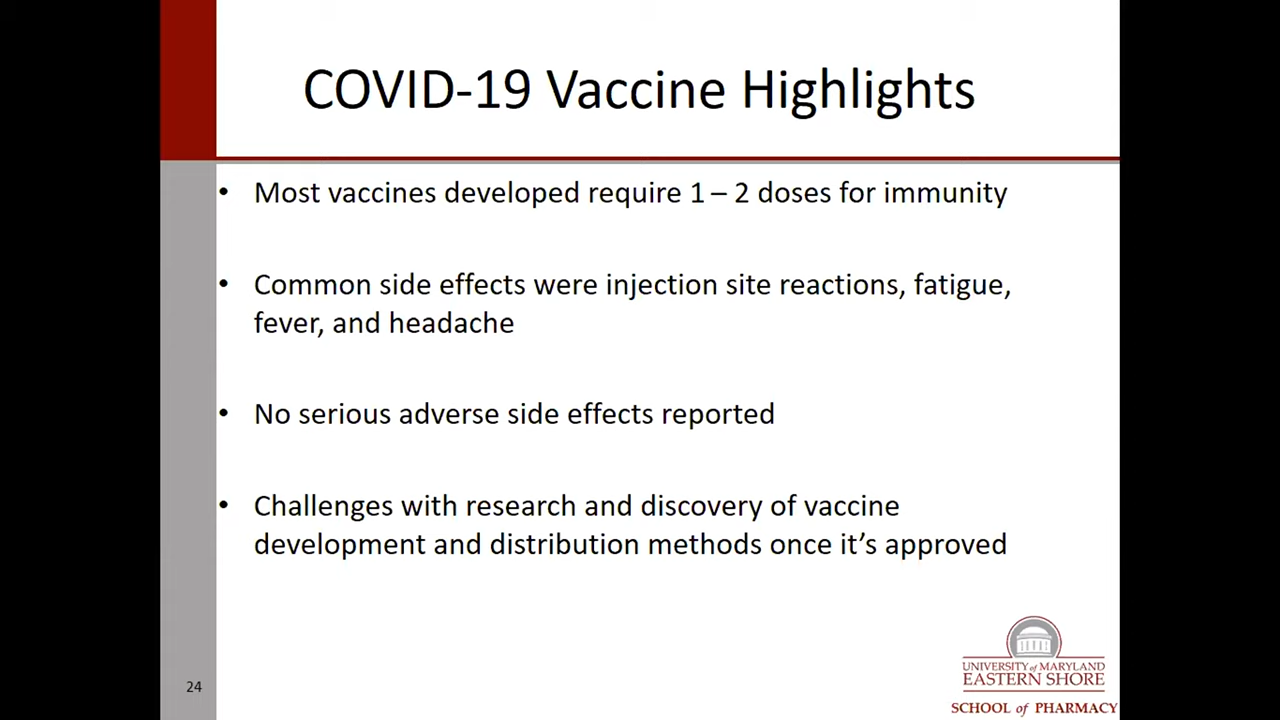 COVID-19 Vaccine Highlights
• Most vaccines developed require 1 – 2 doses for immunity
• Common side effects were injection site reactions, fatigue,
fever, and headache
• No serious adverse side effects reported
• Challenges with research and discovery of vaccine
development and distribution methods once it’s approved
24
UNIVERSITY of MARYLAND
EASTERN SHORE
SCHOOL of PHARMACY